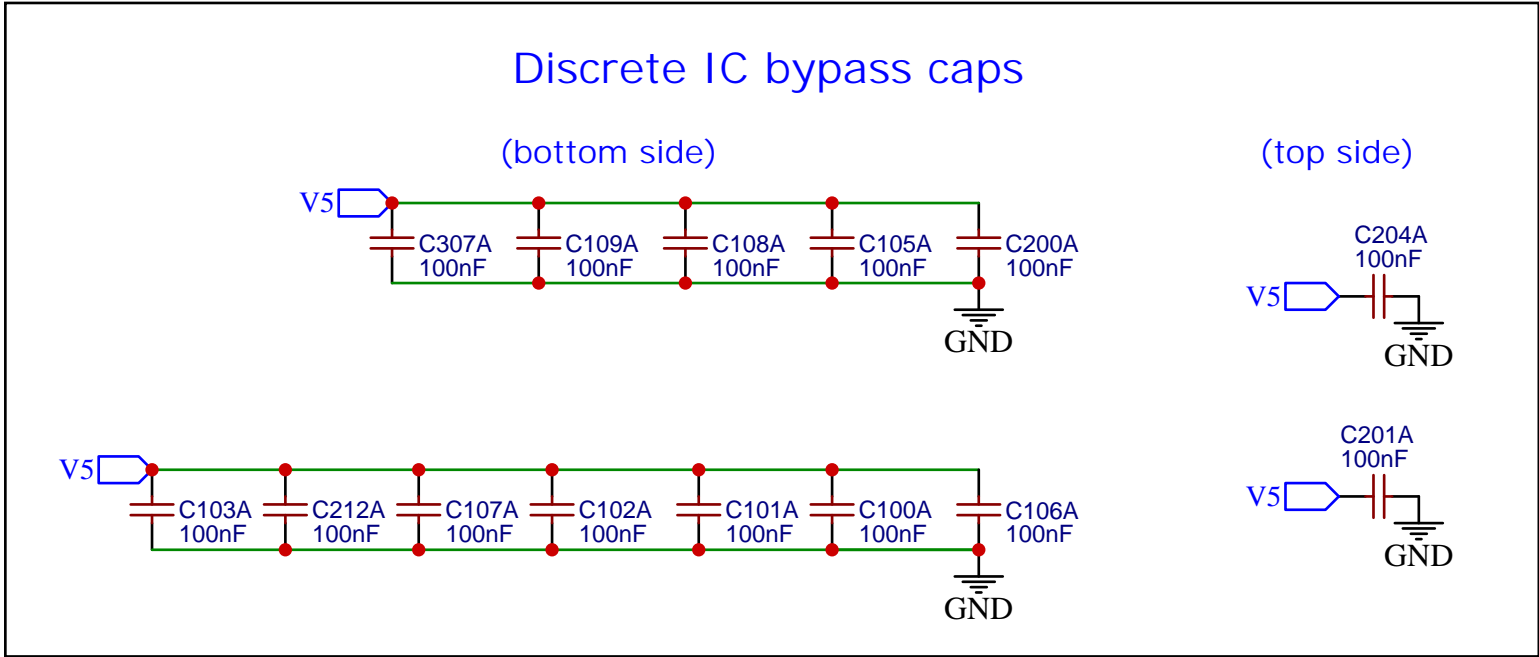 Discrete IC bypass caps
(bottom side)
(top side)
V5
C307A
100nF
C109A
100nF
C108A
100nF
C105A
100nF
C200A
100nF
GND
C204A
100nF
V5
GND
V5
C103A
100nF
C212A
100nF
C107A
100nF
C102A
100nF
C101A
100nF
C100A
100nF
C106A
100nF
GND
C201A
100nF
V5
GND